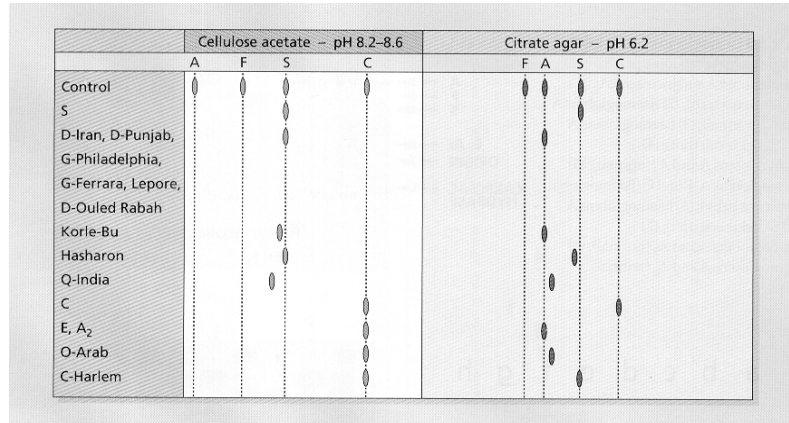 Cellulose acetate – pH 8.2–8.6 Citrate agar – pH 6.2
A F S C F A S C
Control
S
D-Iran, D-Punjab,
G-Philadelphia,
G-Ferrara, Lepore,
D-Ouled Rabah
Korle-Bu
Hasharon
Q-India
C
E, A₂
O-Arab
C-Harlem